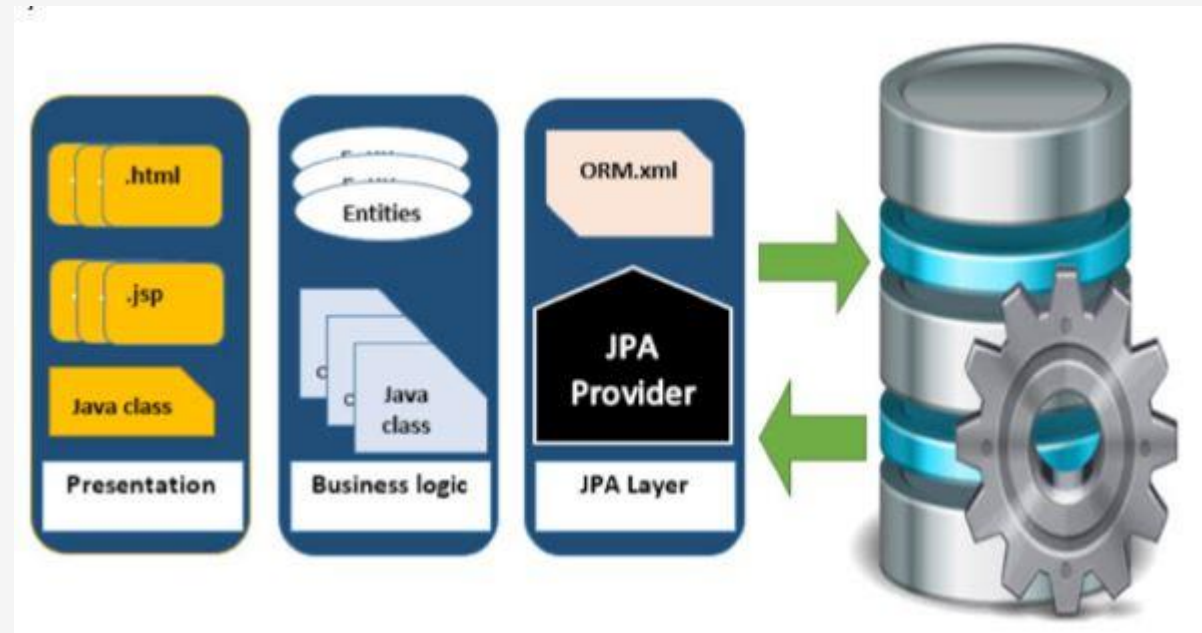 .html
.jsp
Java class
Presentation
Entities
Java
class
Business logic
ORM.xml
JPA
Provider
JPA Layer